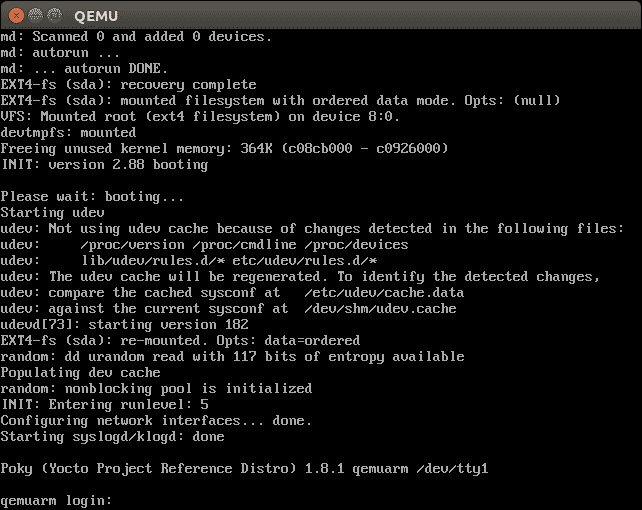 QEMU
md: Scanned 0 and added 0 devices.
md: autorun ...
md: ... autorun DONE.
EXT4-fs (sda): recovery complete
EXT4-fs (sda): mounted filesystem with ordered data mode. Opts: (null)
VFS: Mounted root (ext4 filesystem) on device 8:0.
devtmpfs: mounted
Freeing unused kernel memory: 364K (c08cb000 - c0926000)
INIT: version 2.88 booting
Please wait: booting...
Starting udev
udev: Not using udev cache because of changes detected in the following files:
udev:     /proc/version /proc/cmdline /proc/devices
udev:     lib/udev/rules.d/* etc/udev/rules.d/*
udev: The udev cache will be regenerated. To identify the detected changes,
udev: compare the cached sysconf at   /etc/udev/cache.data
udev: against the current sysconf at  /dev/shm/udev.cache
udevd[73]: starting version 182
EXT4-fs (sda): re-mounted. Opts: data=ordered
random: dd urandom read with 117 bits of entropy available
Populating dev cache
random: nonblocking pool is initialized
INIT: Entering runlevel: 5
Configuring network interfaces... done.
Starting syslogd/klogd: done
Poky (Yocto Project Reference Distro) 1.8.1 qemuarm /dev/tty1
qemuarm login: